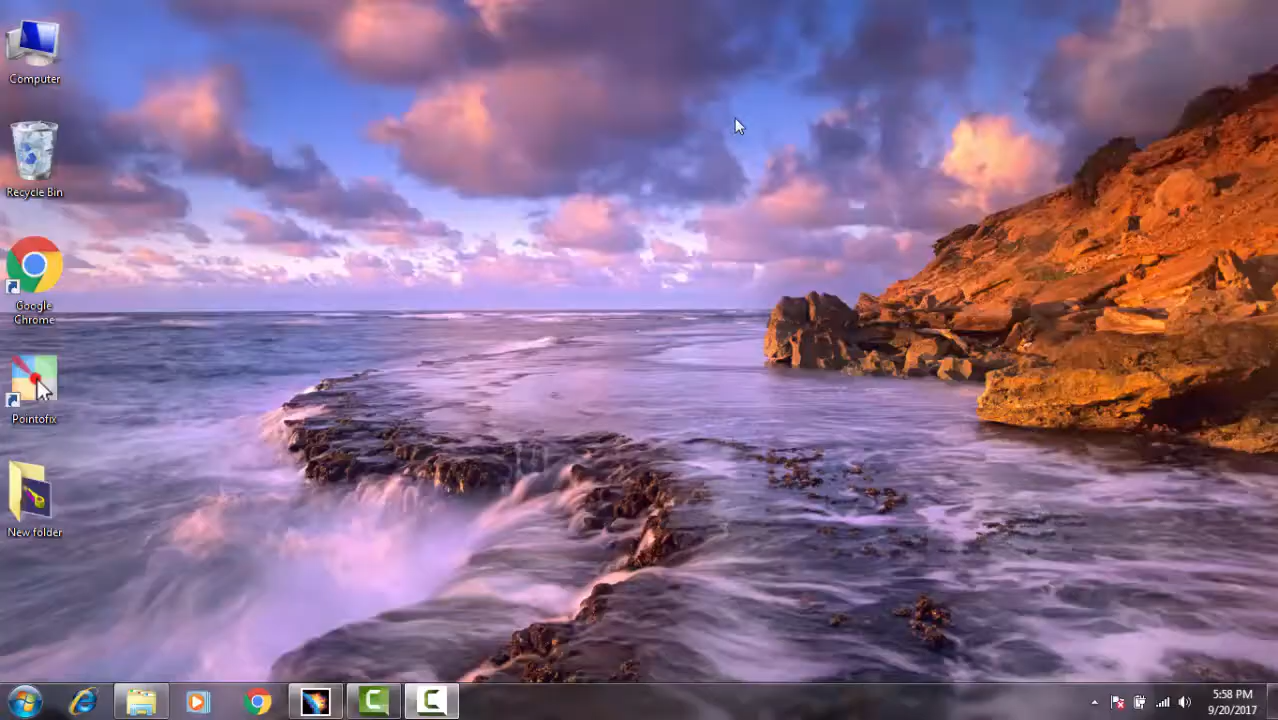 Computer
Recycle Bin
Google
Chrome
Pointofix
New folder
5:58 PM
9/20/2017